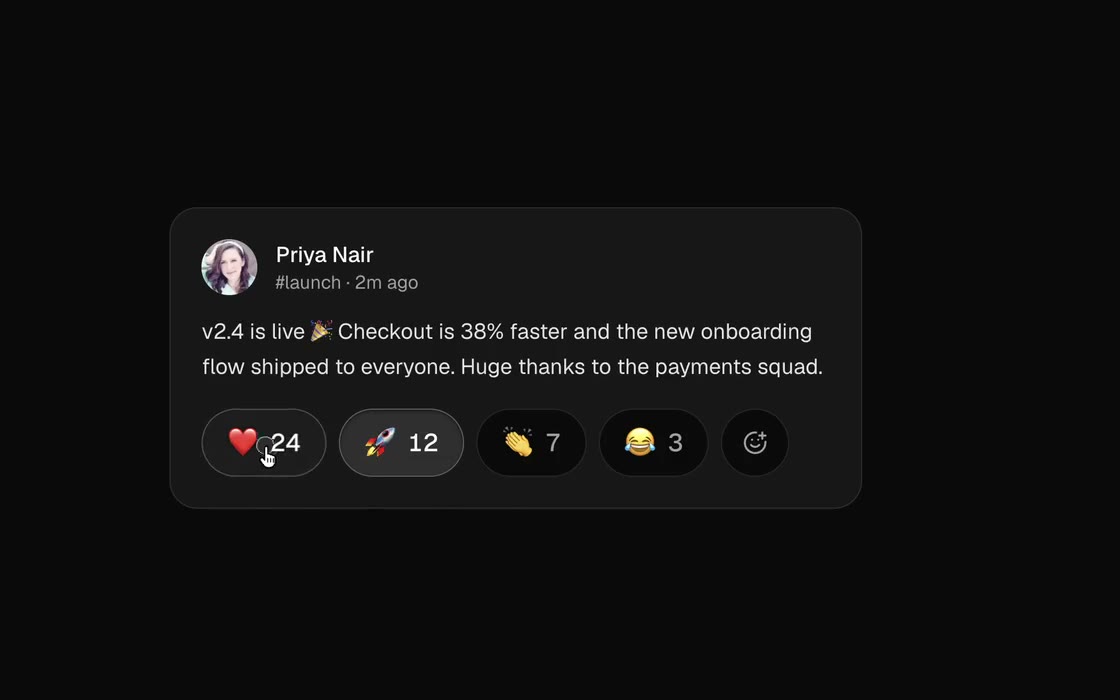 Priya Nair
#launch · 2m ago
v2.4 is live 🎉 Checkout is 38% faster and the new onboarding
flow shipped to everyone. Huge thanks to the payments squad.
❤️ 24 🚀 12 👏 7 😂 3